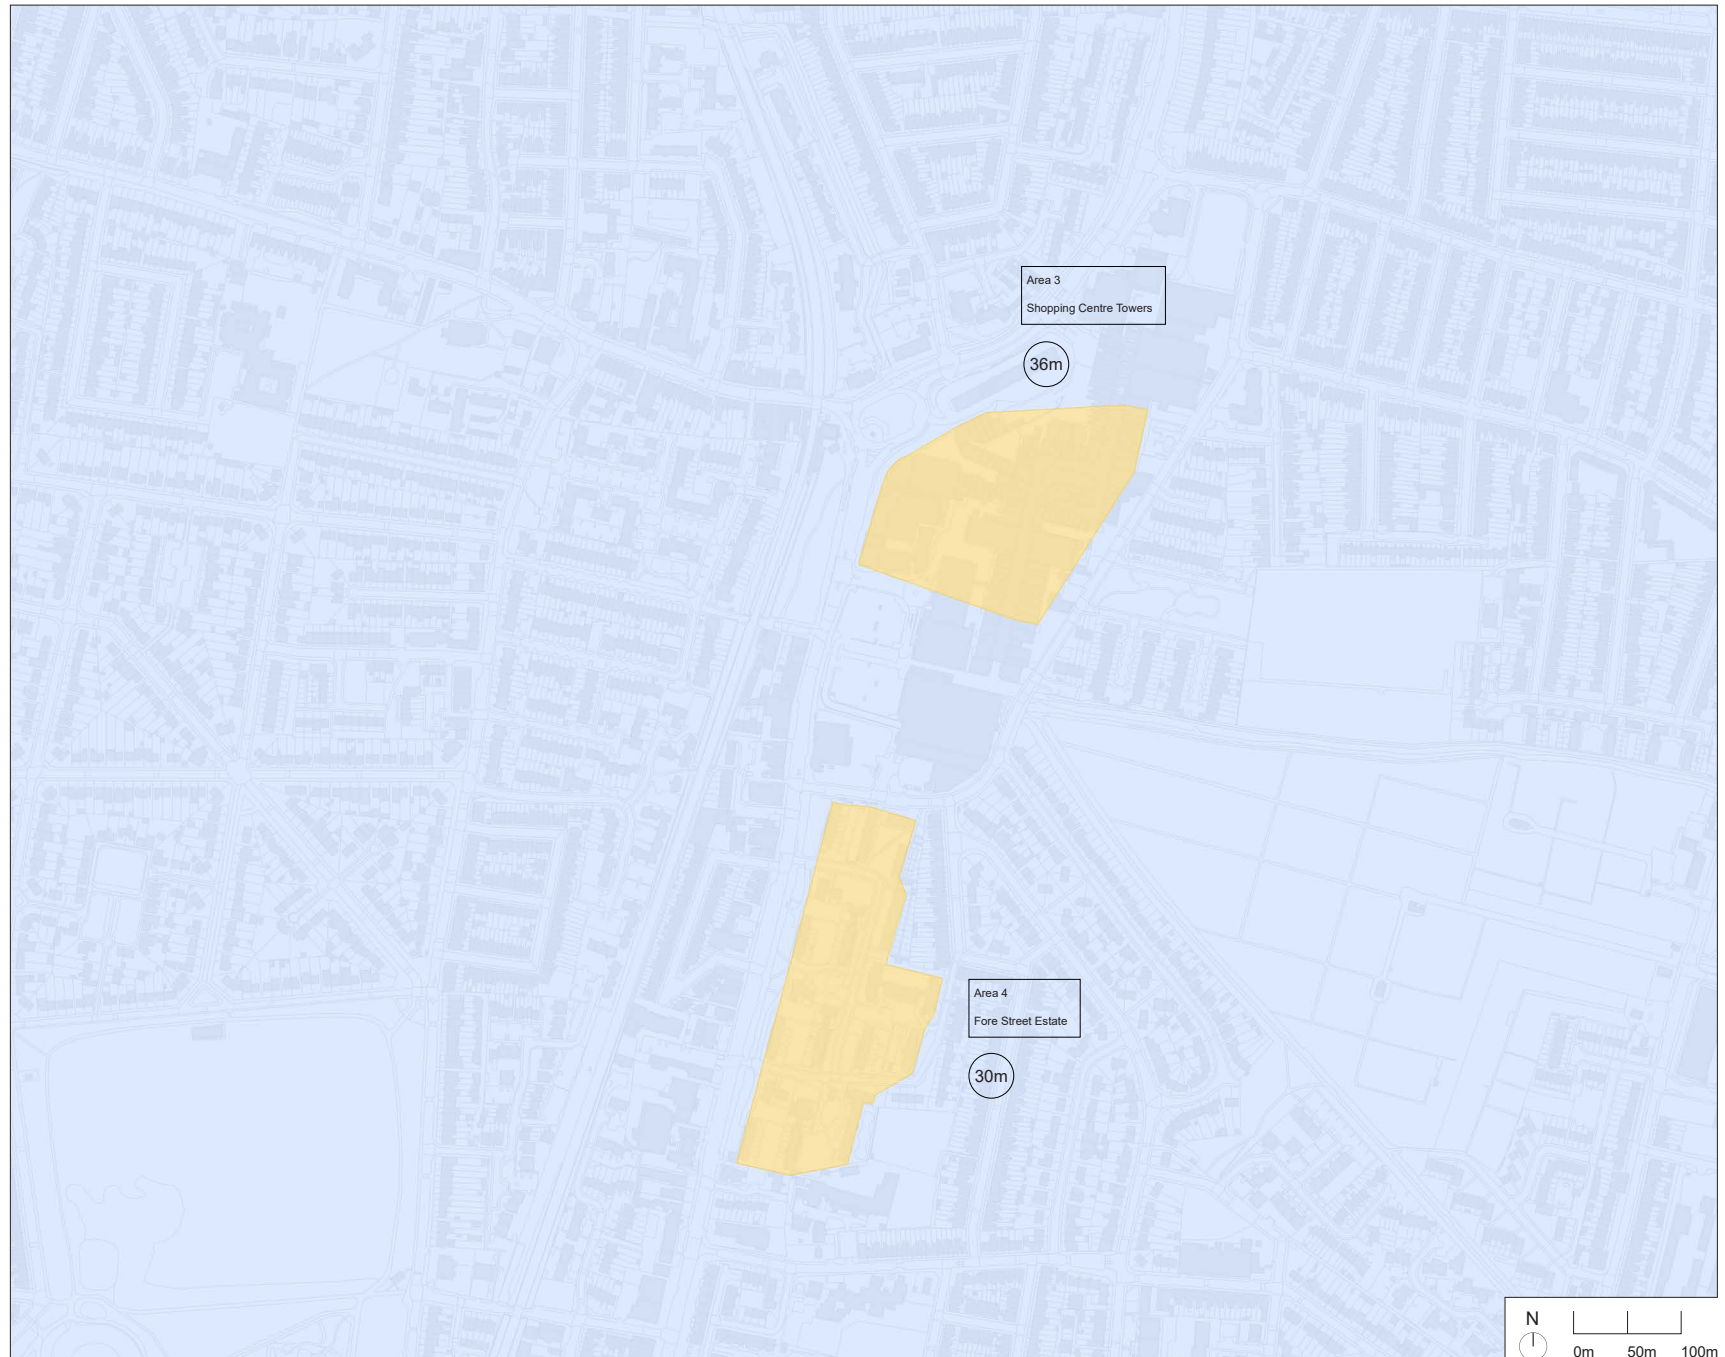 Area 3
Shopping Centre Towers
36m
Area 4
Fore Street Estate
30m
N
0m 50m 100m